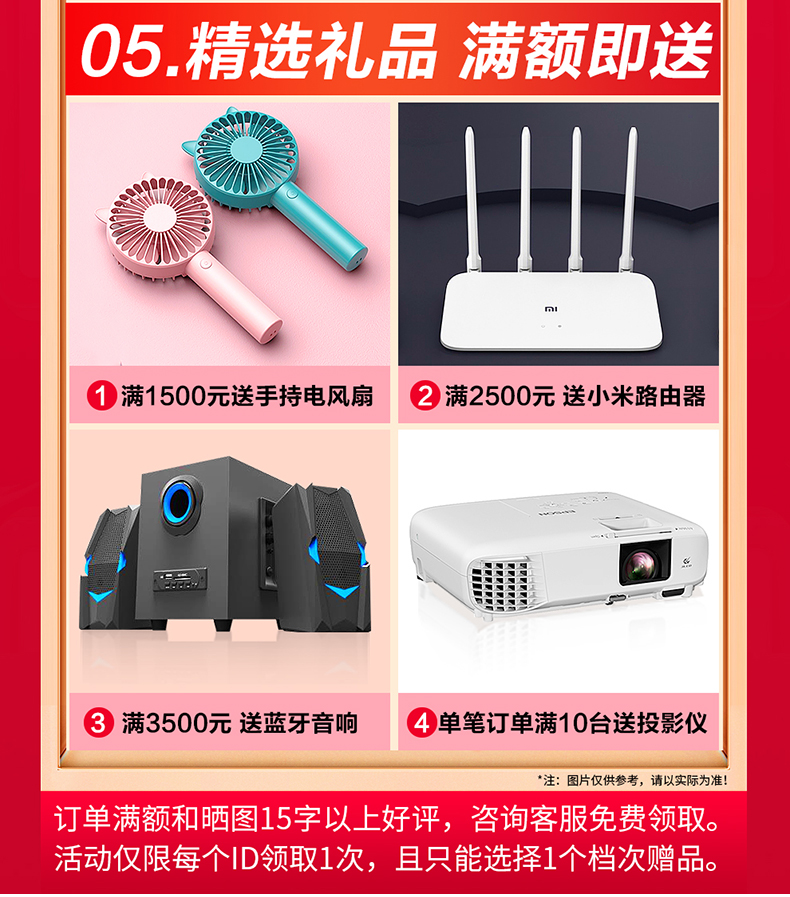 05.精选礼品 满额即送
mi
1 满1500元送手持电风扇
2 满2500元 送小米路由器
EPSON
3 满3500元 送蓝牙音响
4 单笔订单满10台送投影仪
*注：图片仅供参考，请以实际为准!
订单满额和晒图15字以上好评，咨询客服免费领取。
活动仅限每个ID领取1次，且只能选择1个档次赠品。